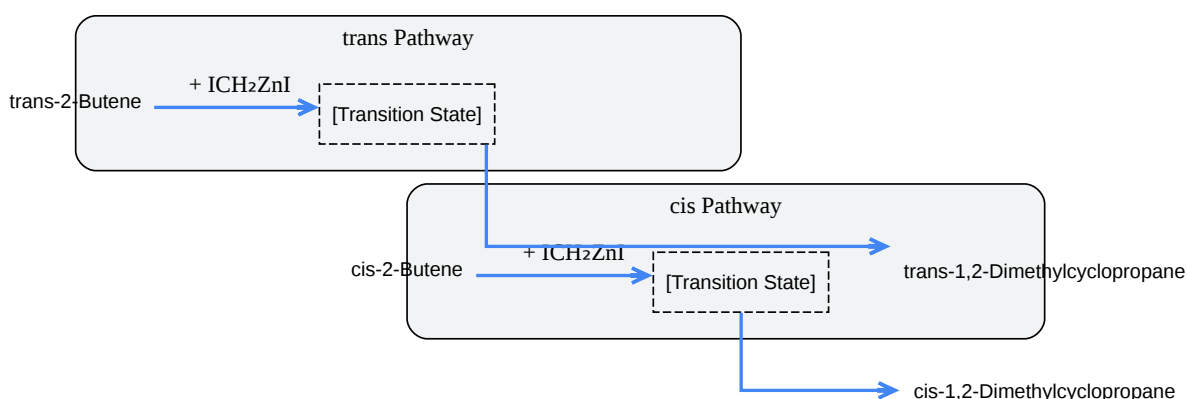 trans Pathway
+ ICH₂ZnI
trans-2-Butene
[Transition State]
cis Pathway
+ ICH₂ZnI
cis-2-Butene
[Transition State]
trans-1,2-Dimethylcyclopropane
cis-1,2-Dimethylcyclopropane